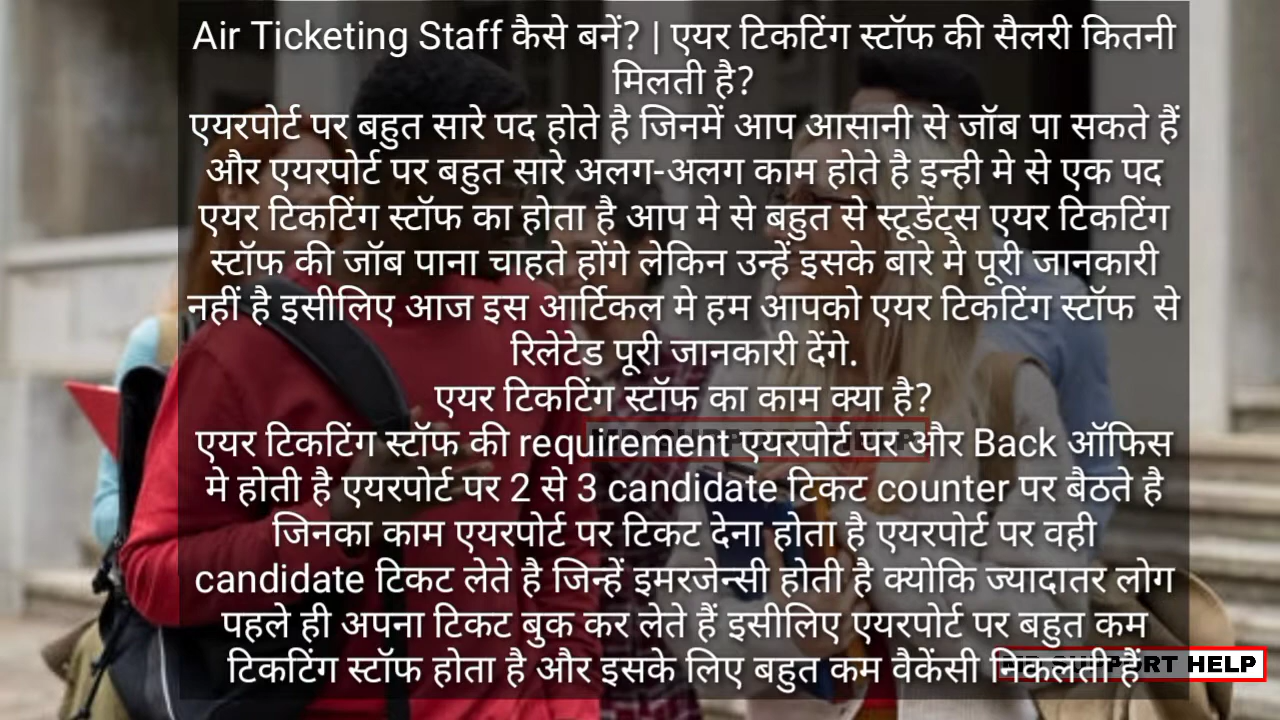 Air Ticketing Staff कैसे बनें? | एयर टिकटिंग स्टॉफ की सैलरी कितनी
मिलती है?
एयरपोर्ट पर बहुत सारे पद होते है जिनमें आप आसानी से जॉब पा सकते हैं
और एयरपोर्ट पर बहुत सारे अलग-अलग काम होते है इन्ही मे से एक पद
एयर टिकटिंग स्टॉफ का होता है आप मे से बहुत से स्टूडेंट्स एयर टिकटिंग
स्टॉफ की जॉब पाना चाहते होंगे लेकिन उन्हें इसके बारे मे पूरी जानकारी
नहीं है इसीलिए आज इस आर्टिकल मे हम आपको एयर टिकटिंग स्टॉफ से
रिलेटेड पूरी जानकारी देंगे.
एयर टिकटिंग स्टॉफ का काम क्या है?
एयर टिकटिंग स्टॉफ की requirement एयरपोर्ट पर और Back ऑफिस
मे होती है एयरपोर्ट पर 2 से 3 candidate टिकट counter पर बैठते है
जिनका काम एयरपोर्ट पर टिकट देना होता है एयरपोर्ट पर वही
candidate टिकट लेते है जिन्हें इमरजेन्सी होती है क्योकि ज्यादातर लोग
पहले ही अपना टिकट बुक कर लेते हैं इसीलिए एयरपोर्ट पर बहुत कम
टिकटिंग स्टॉफ होता है और इसके लिए बहुत कम वैकेंसी निकलती हैं
SUPPORT HELP